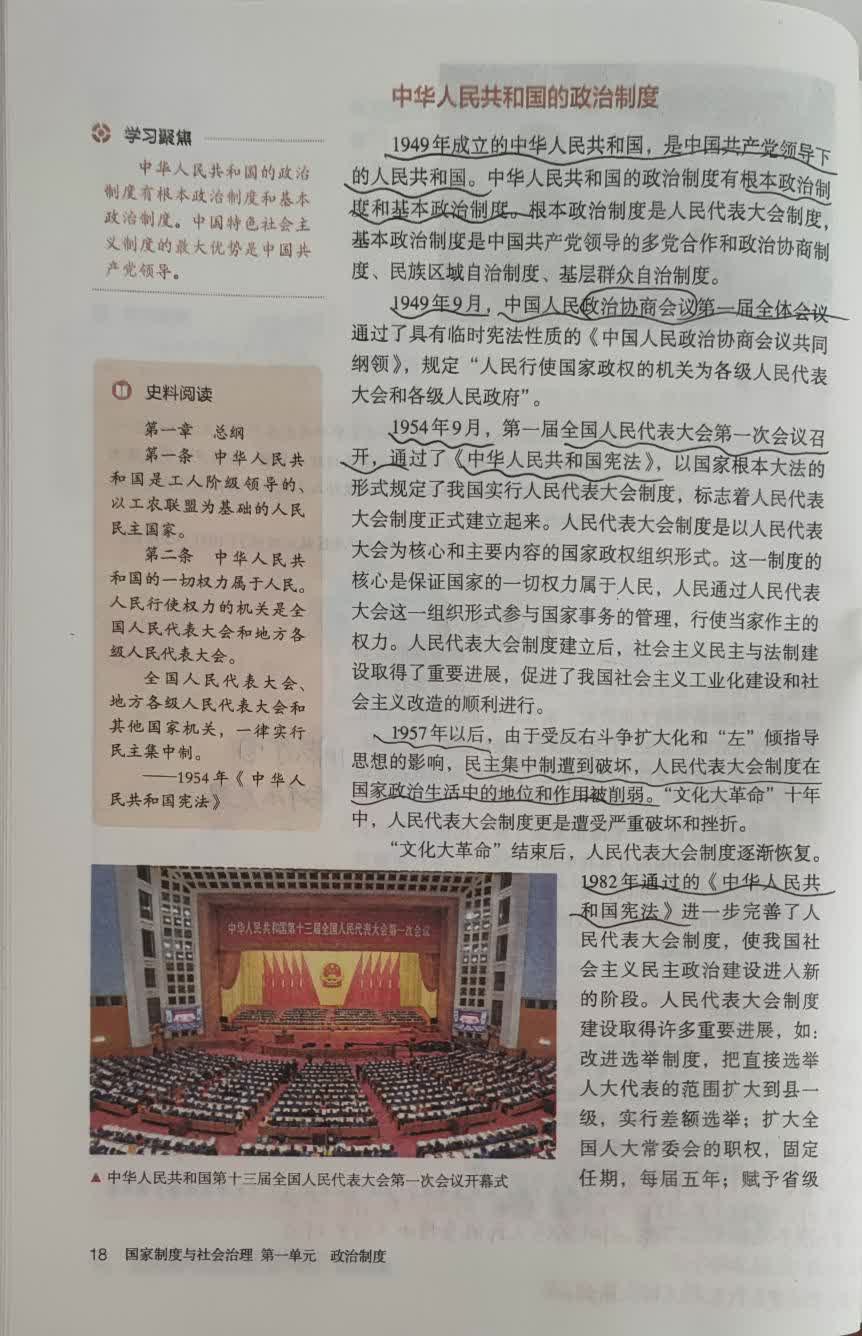 中华人民共和国的政治制度
学习聚焦
中华人民共和国的政治
制度有根本政治制度和基本
政治制度。中国特色社会主
义制度的最大优势是中国共
产党领导。
1949年成立的中华人民共和国，是中国共产党领导下
的人民共和国。中华人民共和国的政治制度有根本政治制
度和基本政治制度。根本政治制度是人民代表大会制度，
基本政治制度是中国共产党领导的多党合作和政治协商制
度、民族区域自治制度、基层群众自治制度。
1949年9月，中国人民政治协商会议第一届全体会议
通过了具有临时宪法性质的《中国人民政治协商会议共同
纲领》，规定“人民行使国家政权的机关为各级人民代表
大会和各级人民政府”。
1954年9月，第一届全国人民代表大会第一次会议召
开，通过了《中华人民共和国宪法》，以国家根本大法的
形式规定了我国实行人民代表大会制度，标志着人民代表
大会制度正式建立起来。人民代表大会制度是以人民代表
大会为核心和主要内容的国家政权组织形式。这一制度的
核心是保证国家的一切权力属于人民，人民通过人民代表
大会这一组织形式参与国家事务的管理，行使当家作主的
权力。人民代表大会制度建立后，社会主义民主与法制建
设取得了重要进展，促进了我国社会主义工业化建设和社
会主义改造的顺利进行。
1957年以后，由于受反右斗争扩大化和“左”倾指导
思想的影响，民主集中制遭到破坏，人民代表大会制度在
国家政治生活中的地位和作用被削弱。“文化大革命”十年
中，人民代表大会制度更是遭受严重破坏和挫折。
“文化大革命”结束后，人民代表大会制度逐渐恢复。
1982年通过的《中华人民共
和国宪法》进一步完善了人
民代表大会制度，使我国社
会主义民主政治建设进入新
的阶段。人民代表大会制度
建设取得许多重要进展，如：
改进选举制度，把直接选举
人大代表的范围扩大到县一
级，实行差额选举；扩大全
国人大常委会的职权，固定
任期，每届五年；赋予省级
史料阅读
第一章 总纲
第一条 中华人民共
和国是工人阶级领导的、
以工农联盟为基础的人民
民主国家。
第二条 中华人民共
和国的一切权力属于人民。
人民行使权力的机关是全
国人民代表大会和地方各
级人民代表大会。
全国人民代表大会、
地方各级人民代表大会和
其他国家机关，一律实行
民主集中制。
——1954年《中华人
民共和国宪法》
中华人民共和国第十三届全国人民代表大会第一次会议
▲ 中华人民共和国第十三届全国人民代表大会第一次会议开幕式
18 国家制度与社会治理 第一单元 政治制度